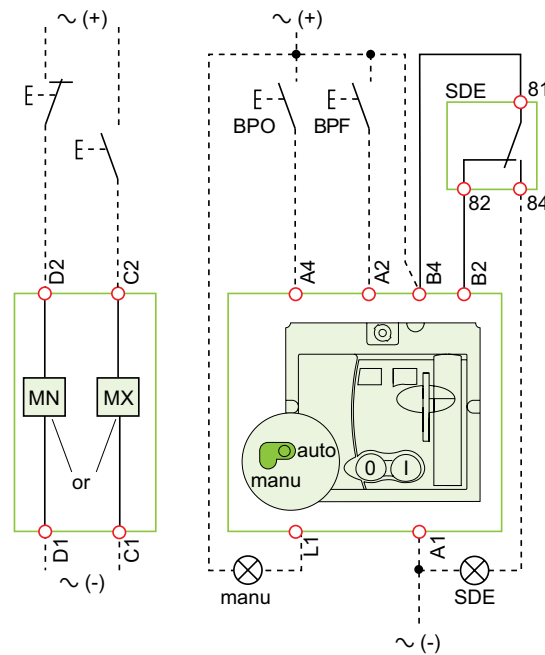 ∼ (+)
∼ (+)
BPO
BPF
SDE
81
82
84
D2
C2
A4
A2
B4
B2
MN
MX
or
auto
manu
0
I
D1
C1
L1
A1
∼ (-)
manu
SDE
∼ (-)